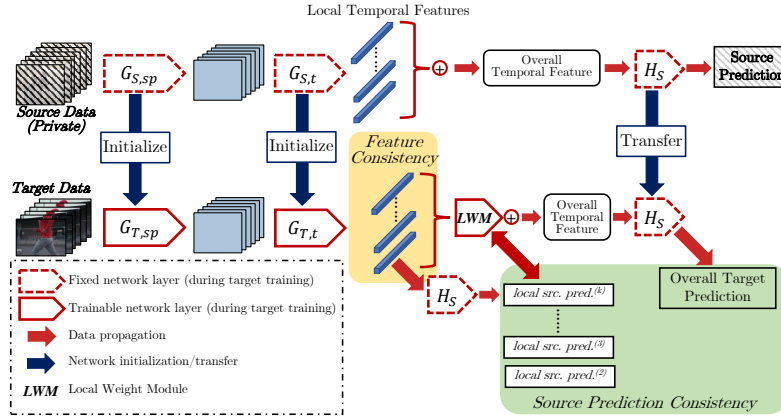 Local Temporal Features
G_{S,sp}
G_{S,t}
Overall
Temporal Feature
H_S
Source
Prediction
Source Data
(Private)
Initialize
Initialize
Transfer
Feature
Consistency
Target Data
G_{T,sp}
G_{T,t}
LWM
Overall
Temporal
Feature
H_S
Overall Target
Prediction
H_S
local src. pred.^{(k)}
local src. pred.^{(3)}
local src. pred.^{(2)}
Source Prediction Consistency
Fixed network layer (during target training)
Trainable network layer (during target training)
Data propagation
Network initialization/transfer
LWM Local Weight Module